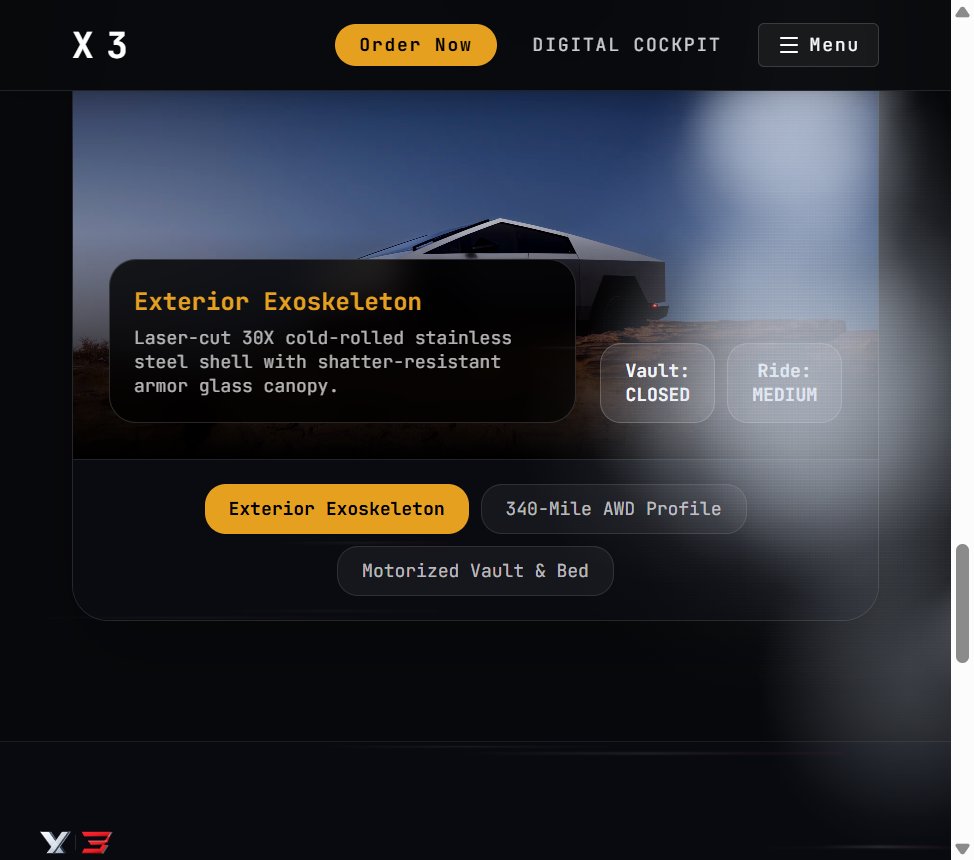 X 3
Order Now
DIGITAL COCKPIT
Menu
Exterior Exoskeleton
Laser-cut 30X cold-rolled stainless
steel shell with shatter-resistant
armor glass canopy.
Vault:
CLOSED
Ride:
MEDIUM
Exterior Exoskeleton
340-Mile AWD Profile
Motorized Vault & Bed
X 3